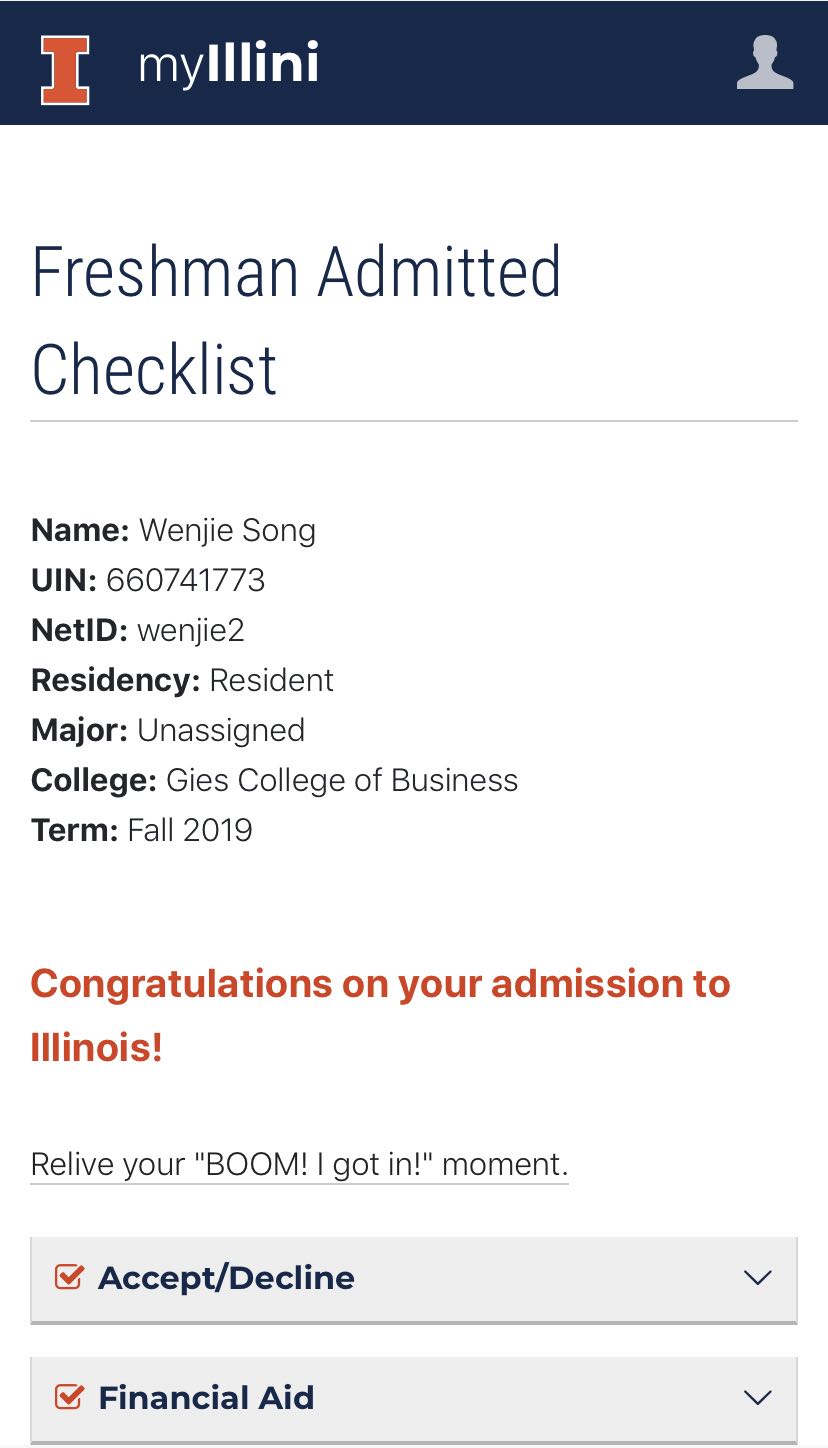 myIllini
Freshman Admitted
Checklist
Name: Wenjie Song
UIN: 660741773
NetID: wenjie2
Residency: Resident
Major: Unassigned
College: Gies College of Business
Term: Fall 2019
Congratulations on your admission to
Illinois!
Relive your "BOOM! I got in!" moment.
Accept/Decline
Financial Aid